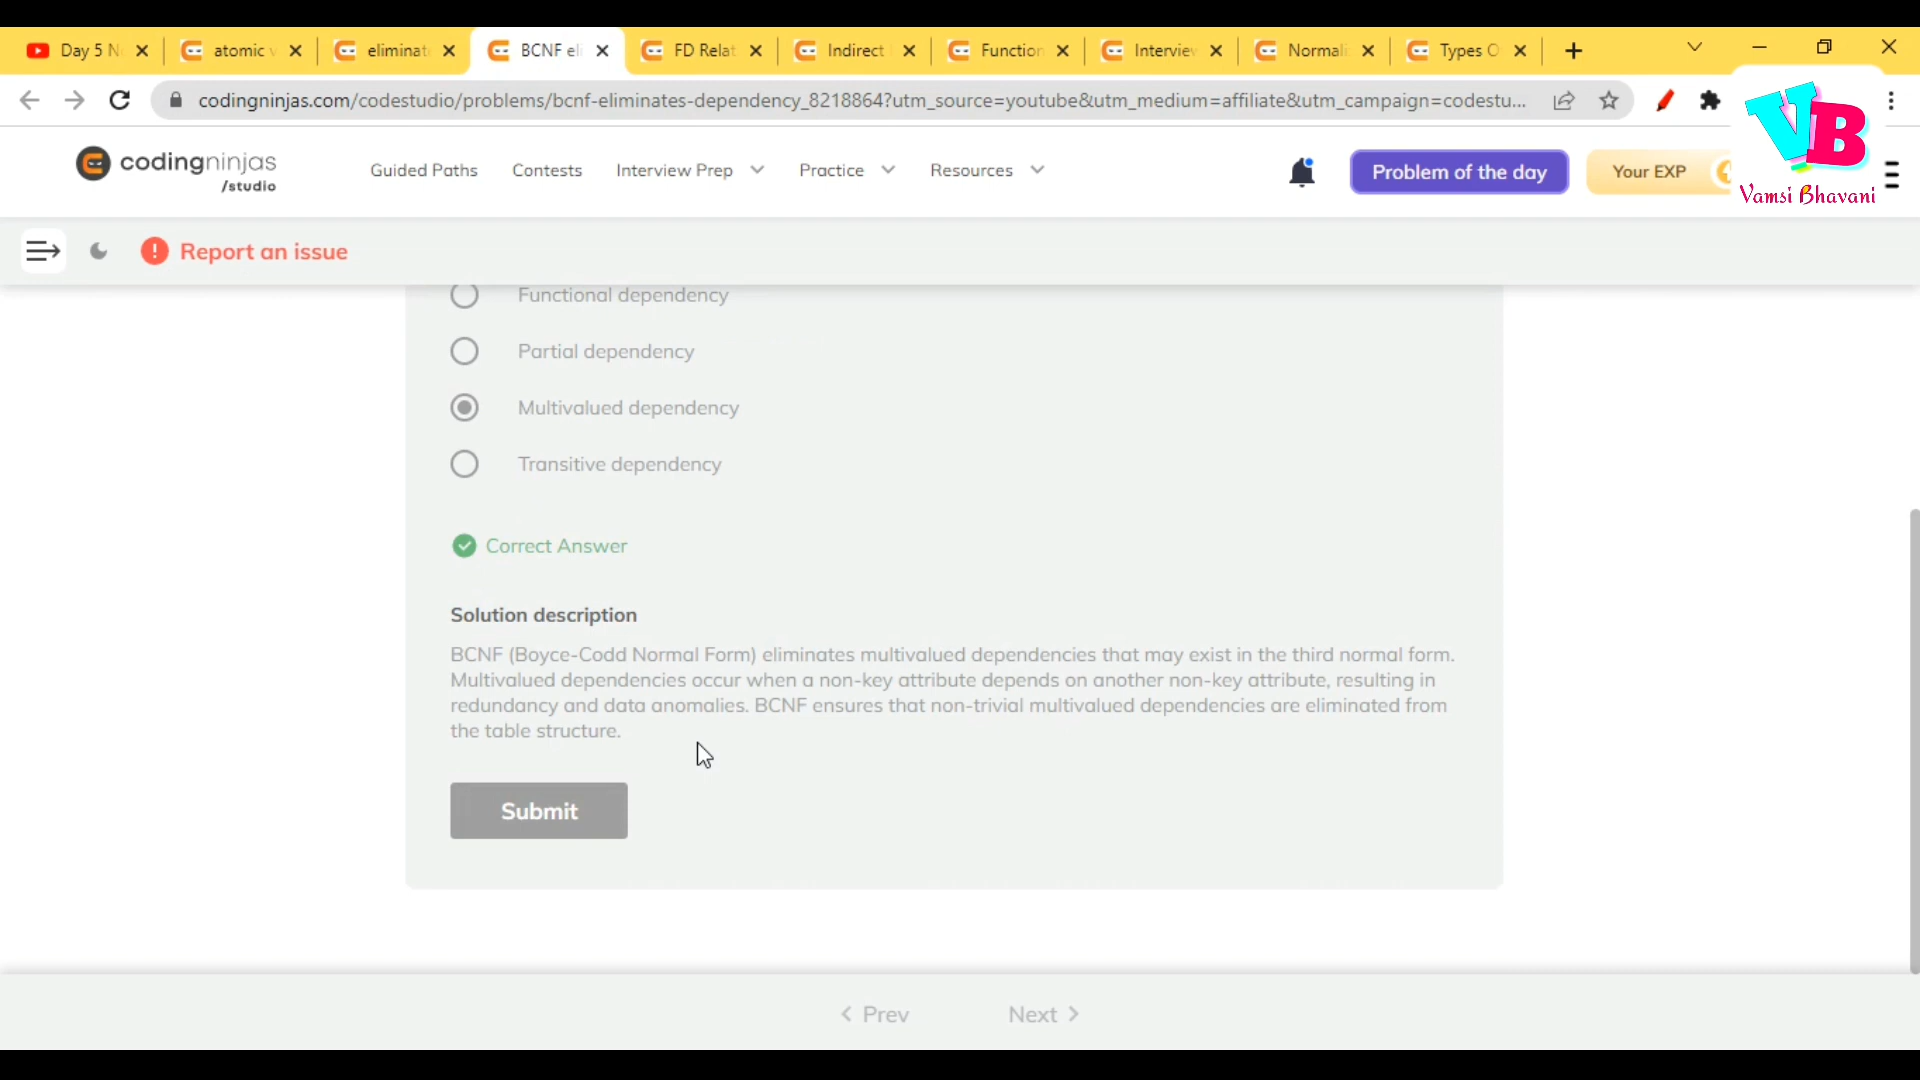 Day 5 N
atomic v
eliminat
BCNF eli
FD Relat
Indirect
Function
Interview
Normali
Types O
codingninjas.com/codestudio/problems/bcnf-eliminates-dependency_8218864?utm_source=youtube&utm_medium=affiliate&utm_campaign=codestu...
VB
Vamsi Bhavani
codingninjas
/studio
Guided Paths
Contests
Interview Prep
Practice
Resources
Problem of the day
Your EXP
Report an issue
Functional dependency
Partial dependency
Multivalued dependency
Transitive dependency
Correct Answer
Solution description
BCNF (Boyce-Codd Normal Form) eliminates multivalued dependencies that may exist in the third normal form.
Multivalued dependencies occur when a non-key attribute depends on another non-key attribute, resulting in
redundancy and data anomalies. BCNF ensures that non-trivial multivalued dependencies are eliminated from
the table structure.
Submit
Prev
Next